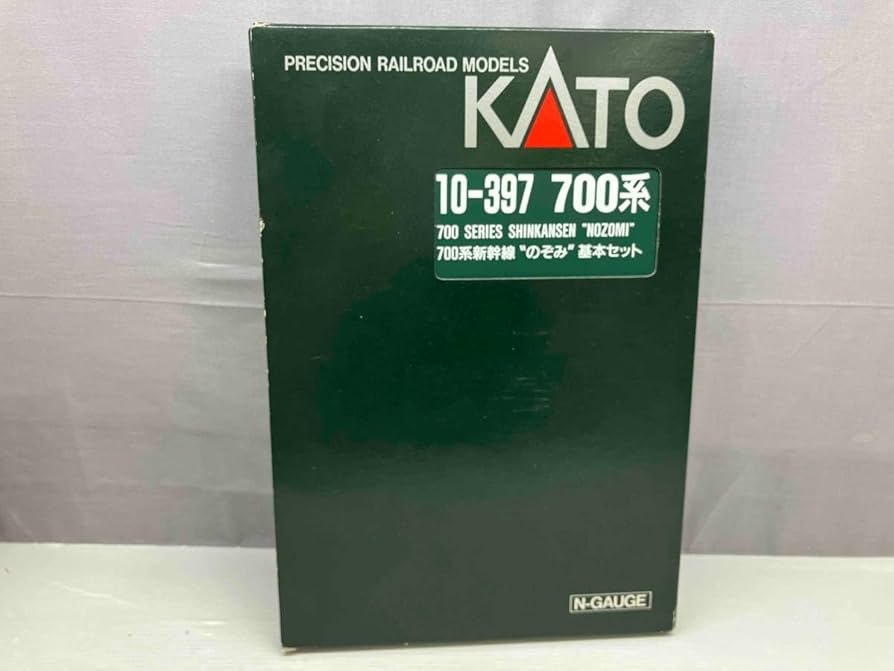 PRECISION RAILROAD MODELS
KATO
10-397 700系
700 SERIES SHINKANSEN "NOZOMI"
700系新幹線 "のぞみ" 基本セット
N-GAUGE